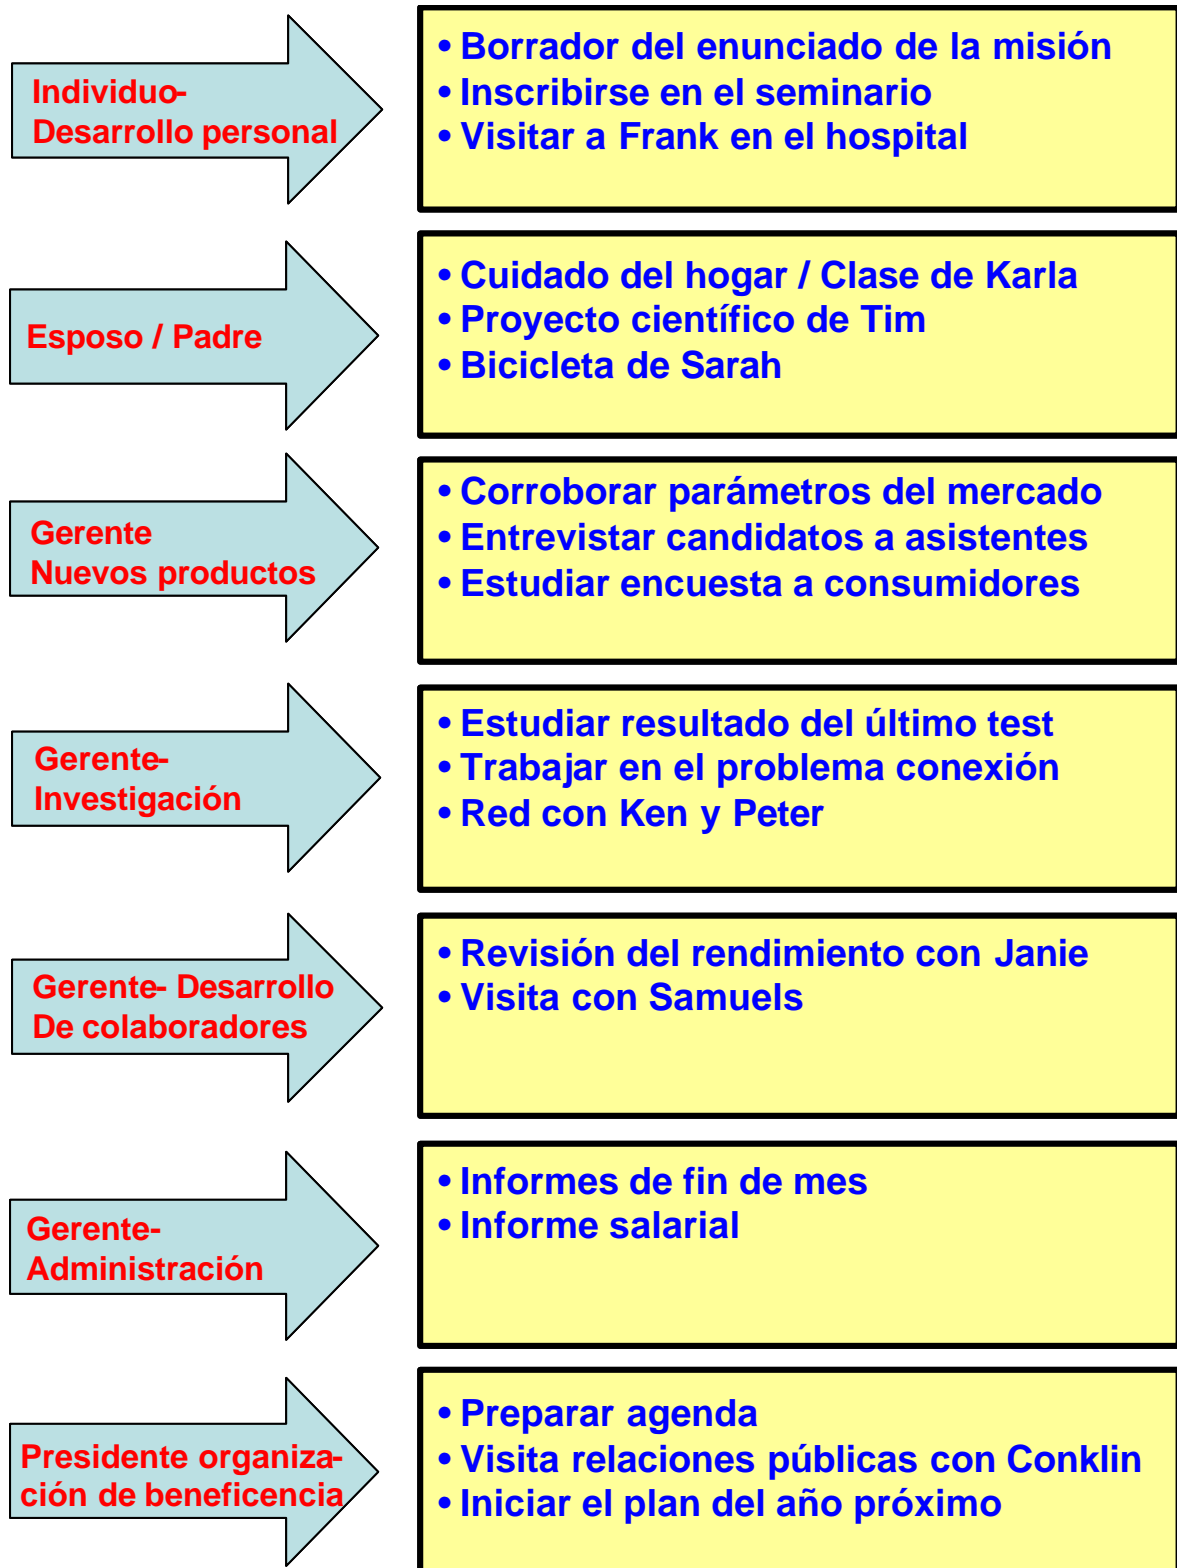 Individuo-
Desarrollo personal
• Borrador del enunciado de la misión
• Inscribirse en el seminario
• Visitar a Frank en el hospital
Esposo / Padre
• Cuidado del hogar / Clase de Karla
• Proyecto científico de Tim
• Bicicleta de Sarah
Gerente
Nuevos productos
• Corroborar parámetros del mercado
• Entrevistar candidatos a asistentes
• Estudiar encuesta a consumidores
Gerente-
Investigación
• Estudiar resultado del último test
• Trabajar en el problema conexión
• Red con Ken y Peter
Gerente- Desarrollo
De colaboradores
• Revisión del rendimiento con Janie
• Visita con Samuels
Gerente-
Administración
• Informes de fin de mes
• Informe salarial
Presidente organiza-
ción de beneficencia
• Preparar agenda
• Visita relaciones públicas con Conklin
• Iniciar el plan del año próximo